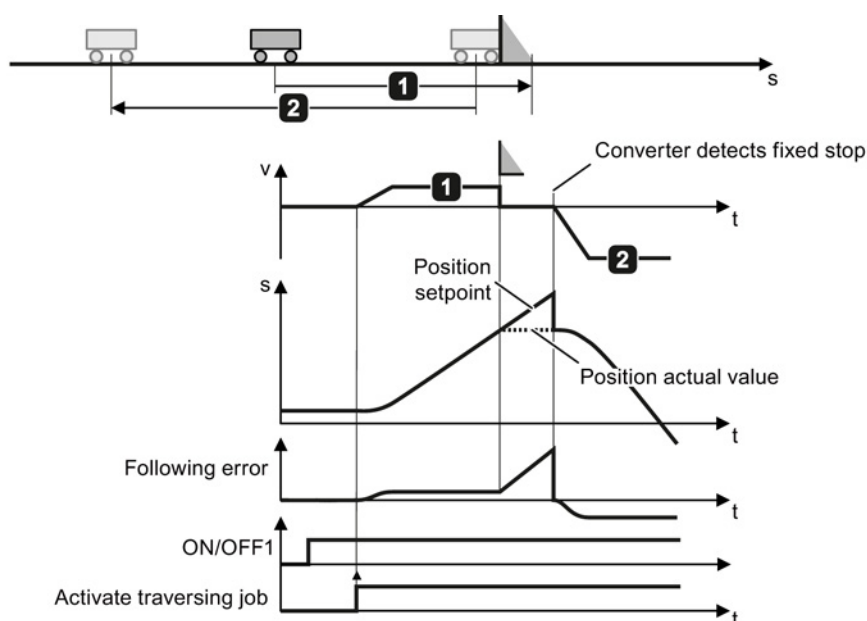 s
1
2
Converter detects fixed stop
v
1
t
2
Position
setpoint
s
Position actual value
t
Following error
t
ON/OFF1
Activate traversing job
t